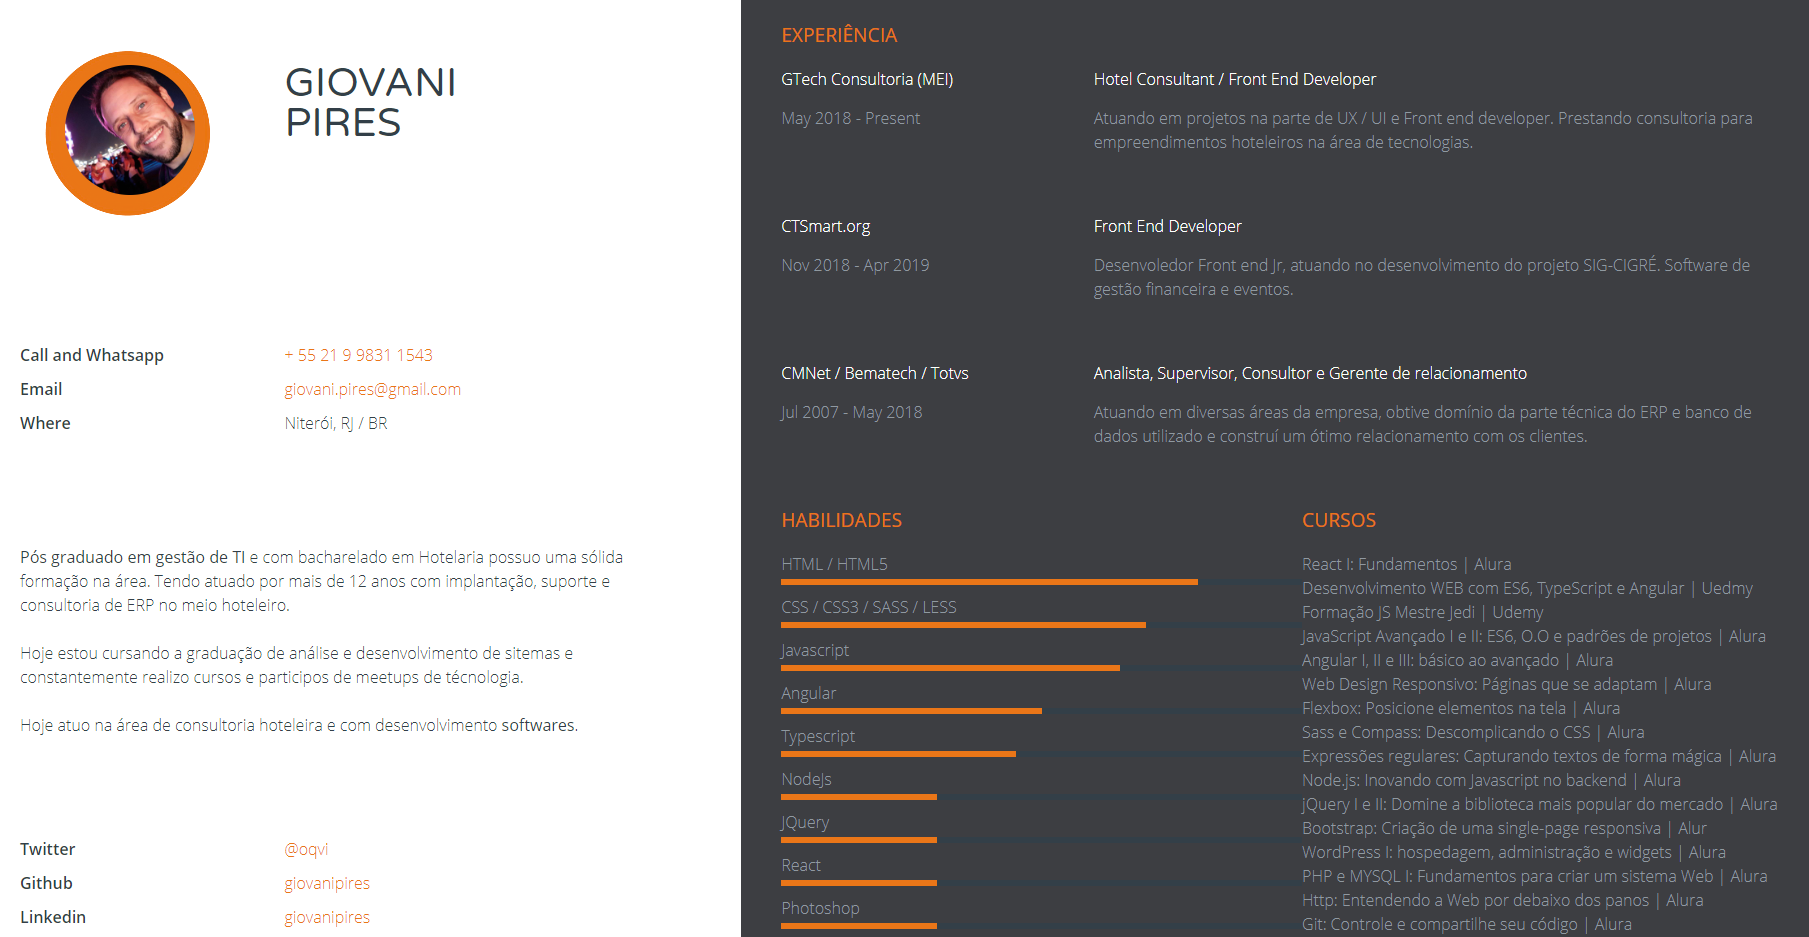 GIOVANI
PIRES
Call and Whatsapp + 55 21 9 9831 1543
Email giovani.pires@gmail.com
Where Niterói, RJ / BR
Pós graduado em gestão de TI e com bacharelado em Hotelaria possuo uma sólida
formação na área. Tendo atuado por mais de 12 anos com implantação, suporte e
consultoria de ERP no meio hoteleiro.
Hoje estou cursando a graduação de análise e desenvolvimento de sitemas e
constantemente realizo cursos e participos de meetups de técnologia.
Hoje atuo na área de consultoria hoteleira e com desenvolvimento softwares.
Twitter @oqvi
Github giovanipires
Linkedin giovanipires
EXPERIÊNCIA
GTech Consultoria (MEI) Hotel Consultant / Front End Developer
May 2018 - Present Atuando em projetos na parte de UX / UI e Front end developer. Prestando consultoria para
empreendimentos hoteleiros na área de tecnologias.
CTSmart.org Front End Developer
Nov 2018 - Apr 2019 Desenvoledor Front end Jr, atuando no desenvolvimento do projeto SIG-CIGRÉ. Software de
gestão financeira e eventos.
CMNet / Bematech / Totvs Analista, Supervisor, Consultor e Gerente de relacionamento
Jul 2007 - May 2018 Atuando em diversas áreas da empresa, obtive domínio da parte técnica do ERP e banco de
dados utilizado e construí um ótimo relacionamento com os clientes.
HABILIDADES
HTML / HTML5
CSS / CSS3 / SASS / LESS
Javascript
Angular
Typescript
NodeJs
JQuery
React
Photoshop
CURSOS
React I: Fundamentos | Alura
Desenvolvimento WEB com ES6, TypeScript e Angular | Uedmy
Formação JS Mestre Jedi | Udemy
JavaScript Avançado I e II: ES6, O.O e padrões de projetos | Alura
Angular I, II e III: básico ao avançado | Alura
Web Design Responsivo: Páginas que se adaptam | Alura
Flexbox: Posicione elementos na tela | Alura
Sass e Compass: Descomplicando o CSS | Alura
Expressões regulares: Capturando textos de forma mágica | Alura
Node.js: Inovando com Javascript no backend | Alura
jQuery I e II: Domine a biblioteca mais popular do mercado | Alura
Bootstrap: Criação de uma single-page responsiva | Alur
WordPress I: hospedagem, administração e widgets | Alura
PHP e MYSQL I: Fundamentos para criar um sistema Web | Alura
Http: Entendendo a Web por debaixo dos panos | Alura
Git: Controle e compartilhe seu código | Alura